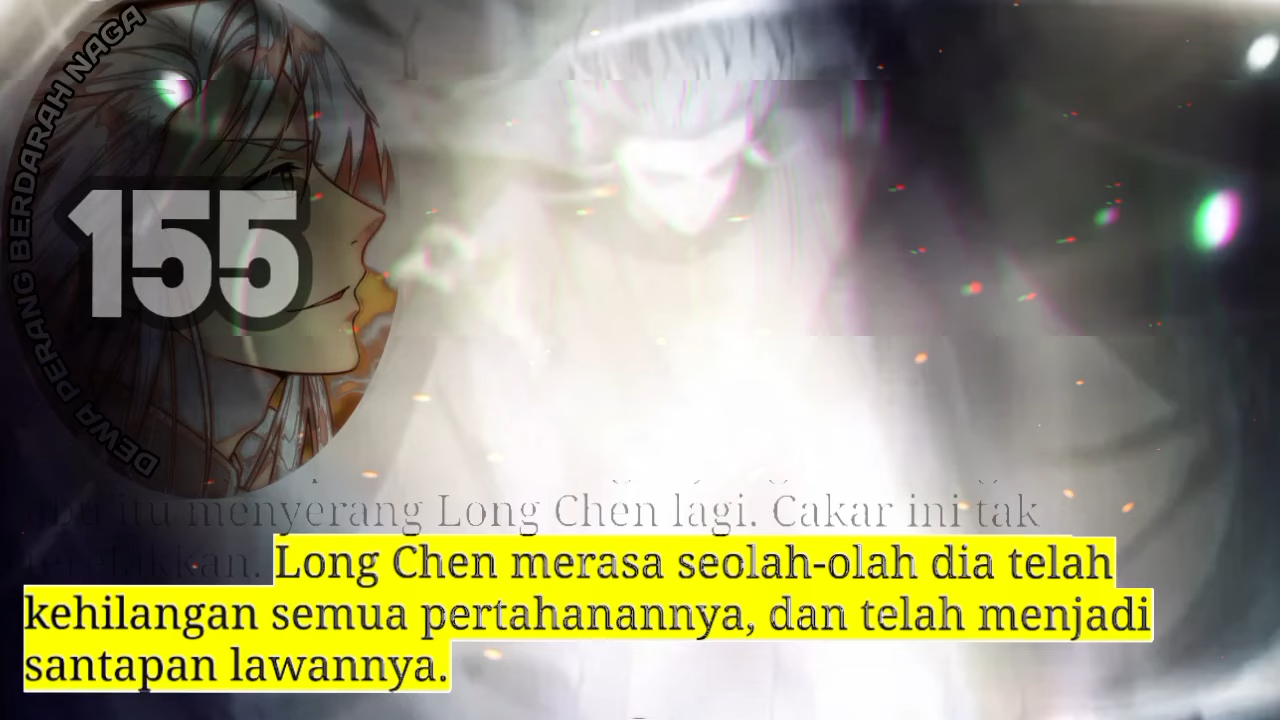 DEWA PERANG BERDARAH NAGA
155
itu menyerang Long Chen lagi. Cakar ini tak
terelakkan. Long Chen merasa seolah-olah dia telah
kehilangan semua pertahanannya, dan telah menjadi
santapan lawannya.